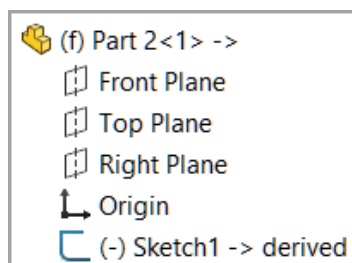 (f) Part 2<1> ->
Front Plane
Top Plane
Right Plane
Origin
(-) Sketch1 -> derived